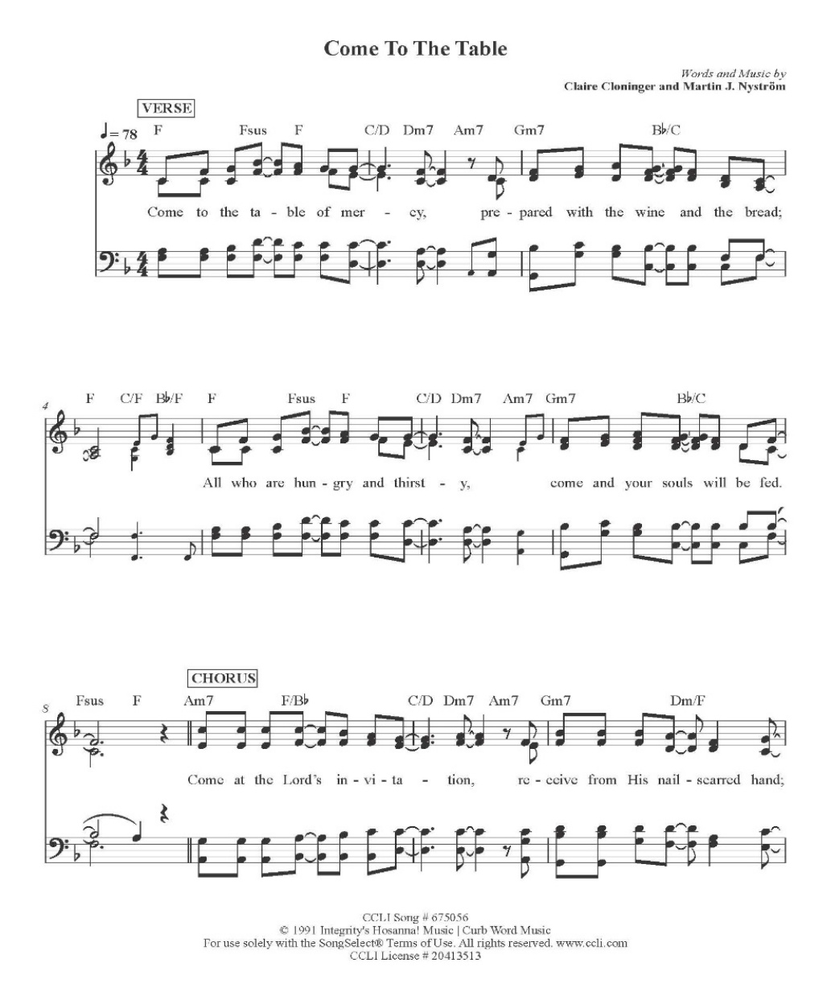 Come To The Table
Words and Music by
Claire Cloninger and Martin J. Nyström
VERSE
♩ = 78 F Fsus F C/D Dm7 Am7 Gm7 B♭/C
Come to the ta - ble of mer - cy, pre - pared with the wine and the bread;
4 F C/F B♭/F F Fsus F C/D Dm7 Am7 Gm7 B♭/C
All who are hun - gry and thirst - y, come and your souls will be fed.
CHORUS
8 Fsus F Am7 F/B♭ C/D Dm7 Am7 Gm7 Dm/F
Come at the Lord's in - vi - ta - tion, re - ceive from His nail - scarred hand;
CCLI Song # 675056
© 1991 Integrity's Hosanna! Music | Curb Word Music
For use solely with the SongSelect® Terms of Use. All rights reserved. www.ccli.com
CCLI License # 20413513